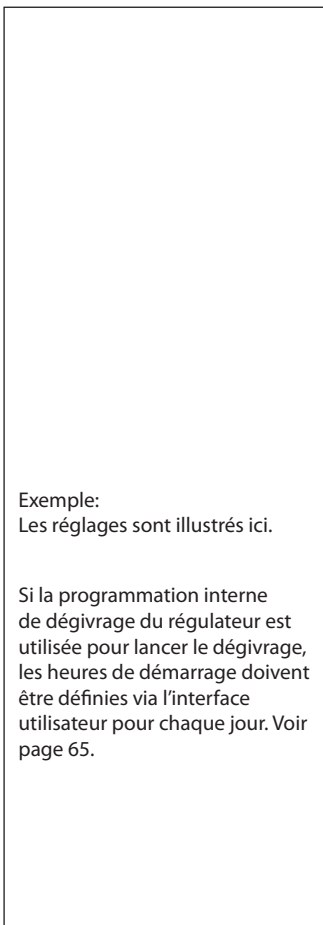 Exemple:
Les réglages sont illustrés ici.
Si la programmation interne
de dégivrage du régulateur est
utilisée pour lancer le dégivrage,
les heures de démarrage doivent
être définies via l’interface
utilisateur pour chaque jour. Voir
page 65.